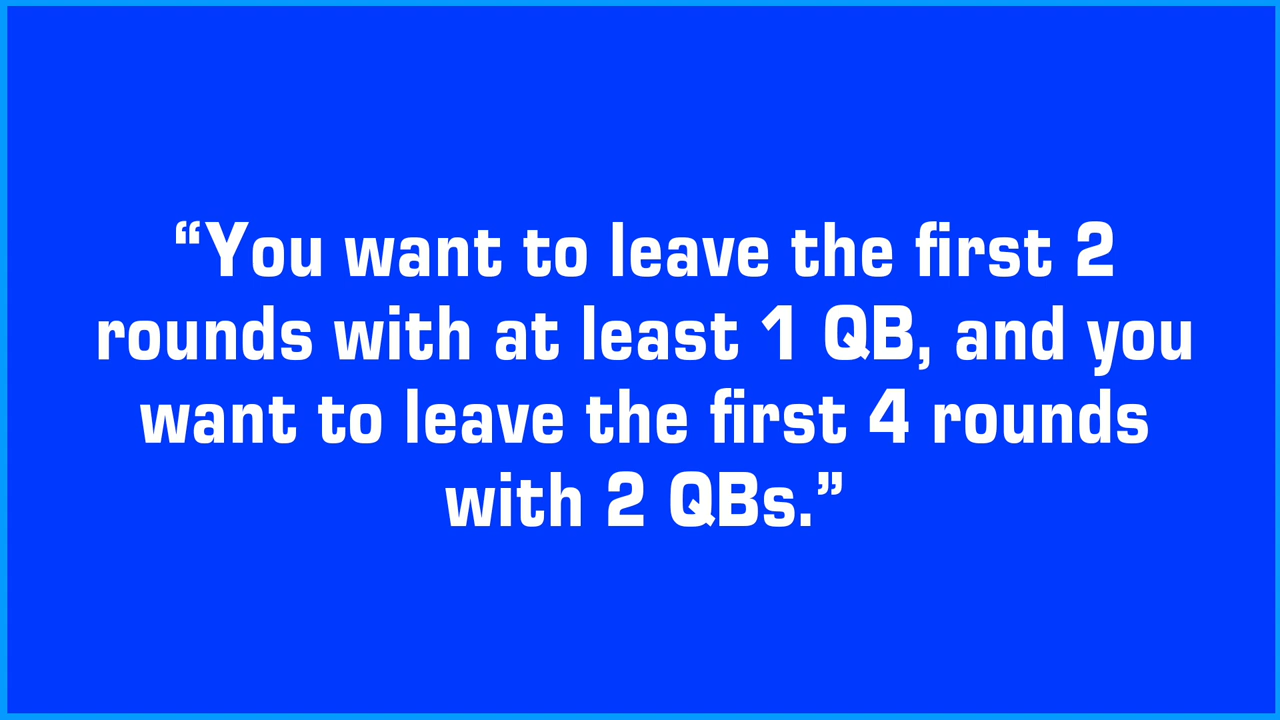 “You want to leave the first 2
rounds with at least 1 QB, and you
want to leave the first 4 rounds
with 2 QBs.”